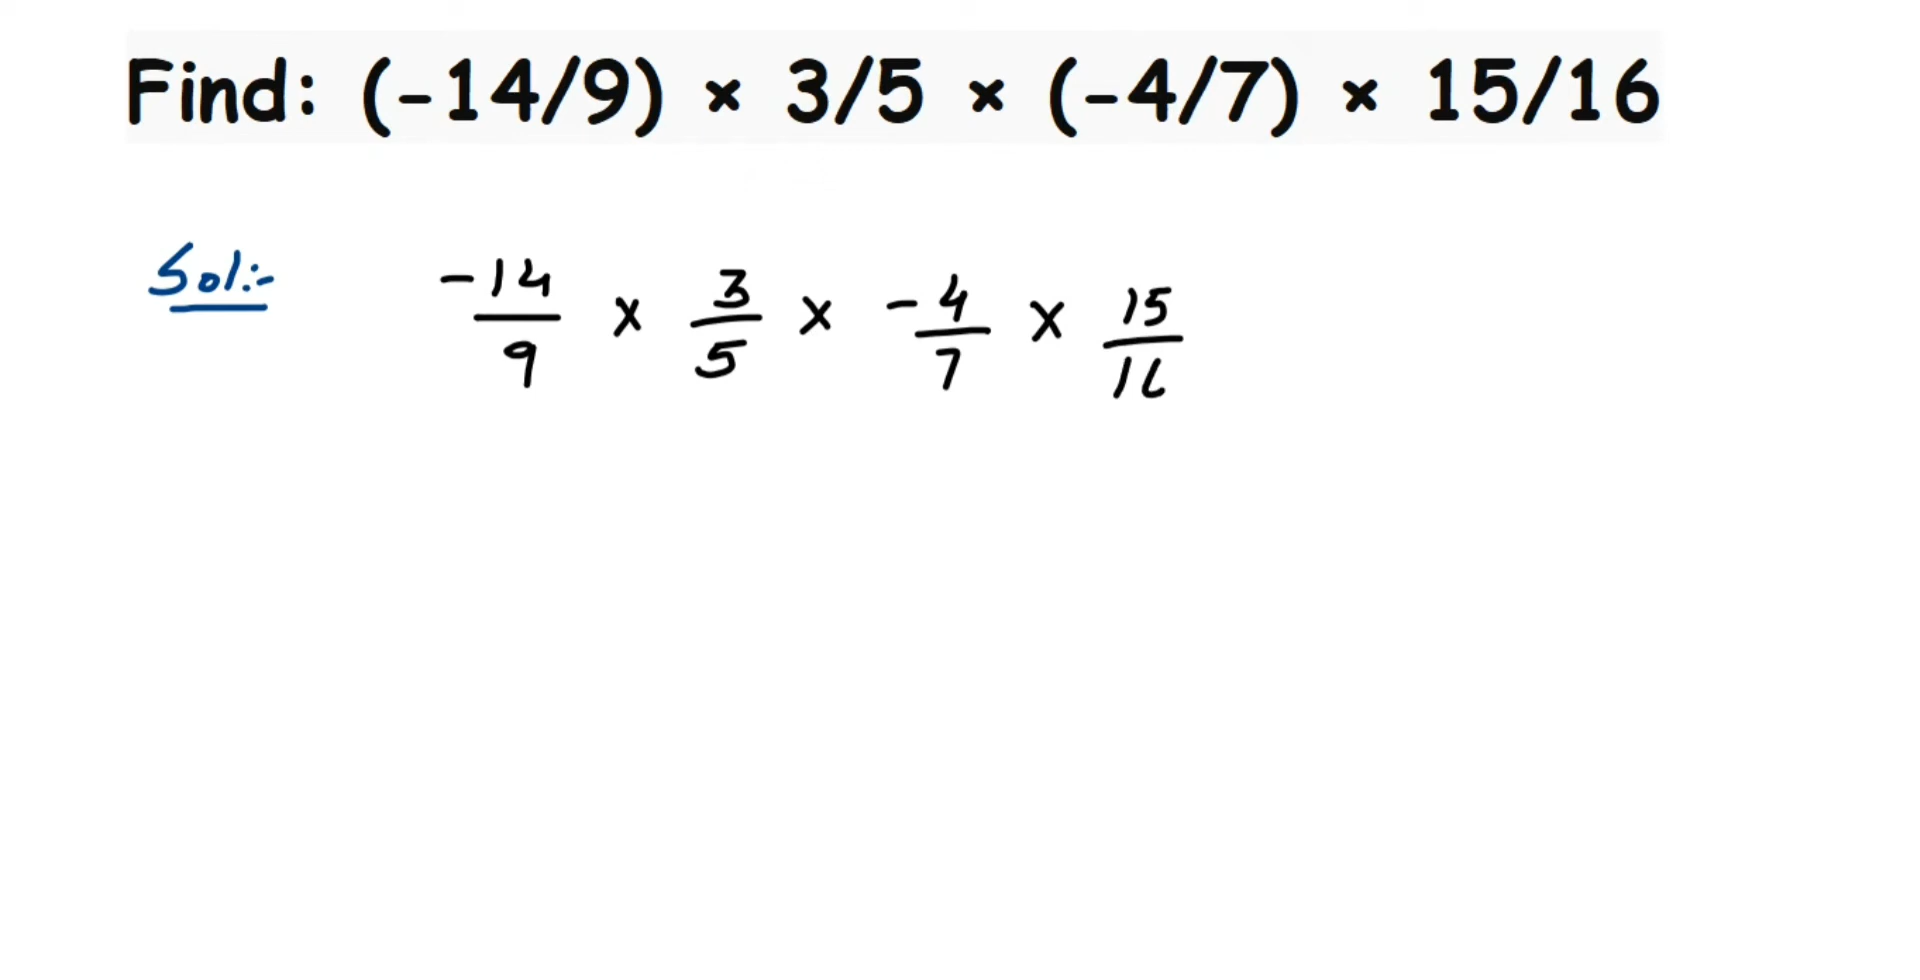 Find: (-14/9) × 3/5 × (-4/7) × 15/16
Sol:- -14/9 × 3/5 × -4/7 × 15/16